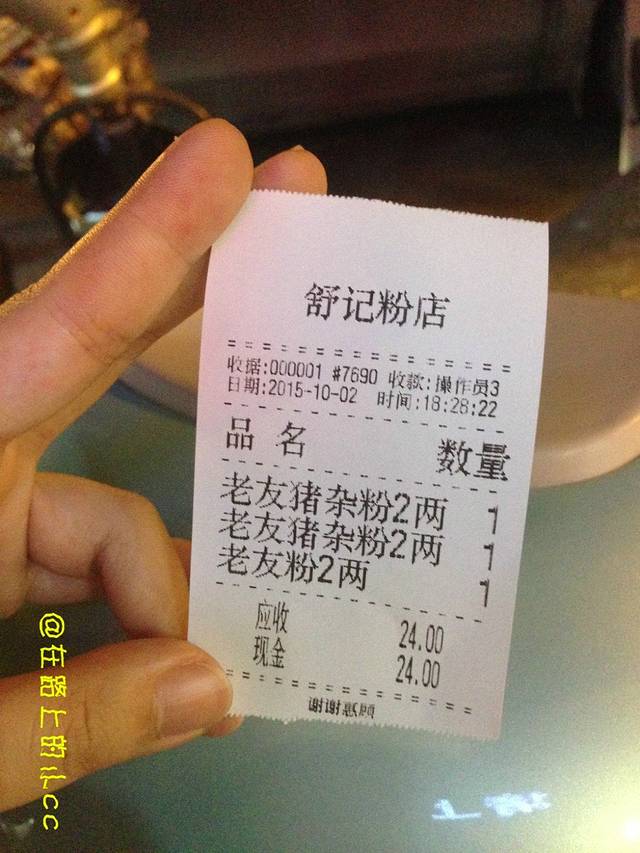 舒记粉店
收据:000001 #7690 收款:操作员3
日期:2015-10-02 时间:18:28:22
品 名 数量
老友猪杂粉2两 1
老友猪杂粉2两 1
老友粉2两 1
应收 24.00
现金 24.00
谢谢惠顾
@在路上的小cc